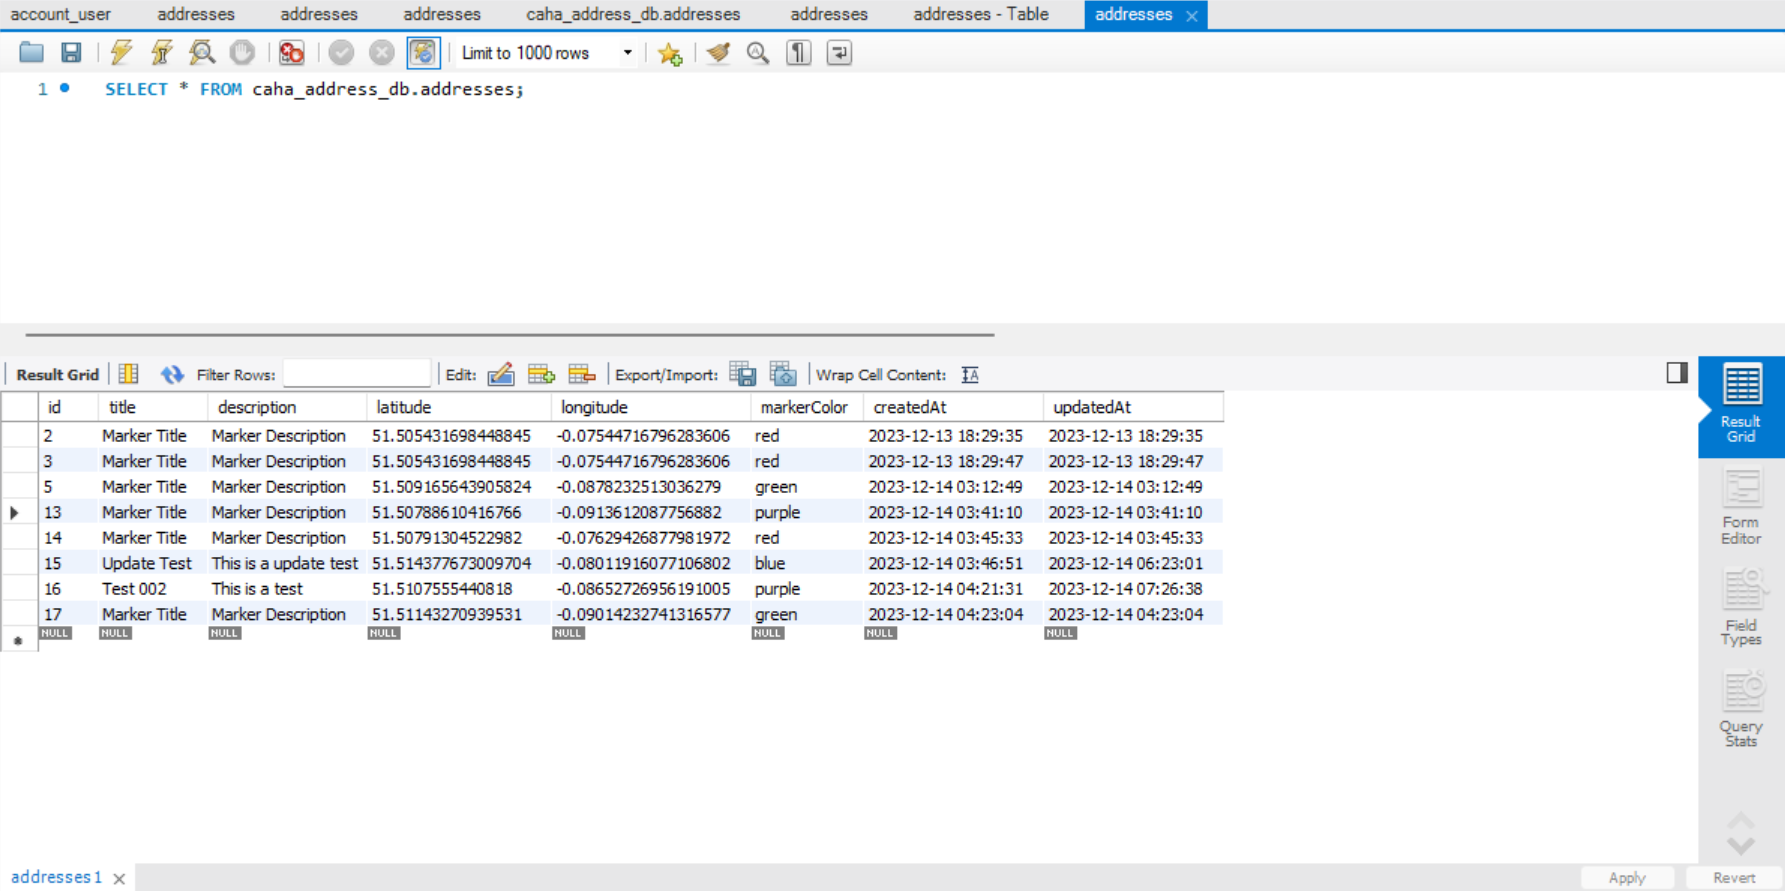 account_user addresses addresses addresses caha_address_db.addresses addresses addresses - Table addresses
Limit to 1000 rows
1 SELECT * FROM caha_address_db.addresses;
Result Grid Filter Rows: Edit: Export/Import: Wrap Cell Content:
id title description latitude longitude markerColor createdAt updatedAt
2 Marker Title Marker Description 51.505431698448845 -0.07544716796283606 red 2023-12-13 18:29:35 2023-12-13 18:29:35
3 Marker Title Marker Description 51.505431698448845 -0.07544716796283606 red 2023-12-13 18:29:47 2023-12-13 18:29:47
5 Marker Title Marker Description 51.509165643905824 -0.0878232513036279 green 2023-12-14 03:12:49 2023-12-14 03:12:49
13 Marker Title Marker Description 51.50788610416766 -0.0913612087756882 purple 2023-12-14 03:41:10 2023-12-14 03:41:10
14 Marker Title Marker Description 51.50791304522982 -0.07629426877981972 red 2023-12-14 03:45:33 2023-12-14 03:45:33
15 Update Test This is a update test 51.514377673009704 -0.08011916077106802 blue 2023-12-14 03:46:51 2023-12-14 06:23:01
16 Test 002 This is a test 51.5107555440818 -0.08652726956191005 purple 2023-12-14 04:21:31 2023-12-14 07:26:38
17 Marker Title Marker Description 51.51143270939531 -0.09014232741316577 green 2023-12-14 04:23:04 2023-12-14 04:23:04
NULL NULL NULL NULL NULL NULL NULL NULL
Result
Grid
Form
Editor
Field
Types
Query
Stats
addresses 1 Apply Revert